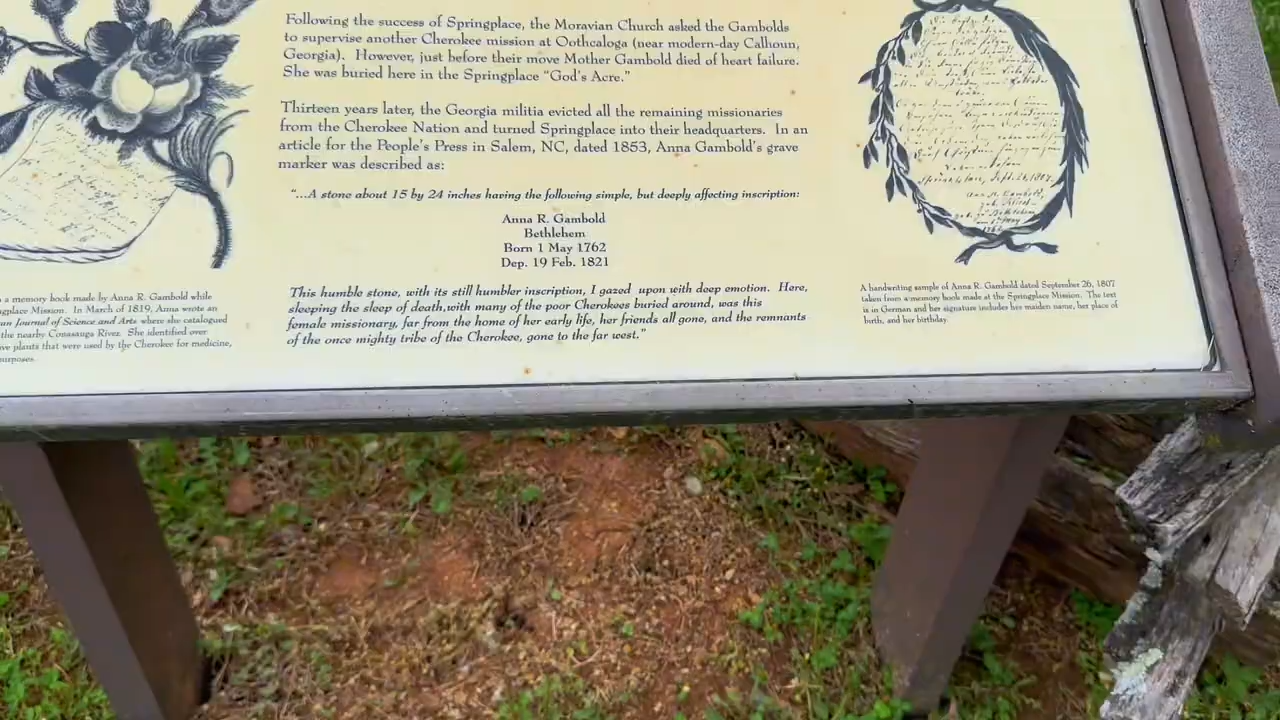 Following the success of Springplace, the Moravian Church asked the Gambolds
to supervise another Cherokee mission at Oothcaloga (near modern-day Calhoun,
Georgia). However, just before their move Mother Gambold died of heart failure.
She was buried here in the Springplace "God's Acre."
Thirteen years later, the Georgia militia evicted all the remaining missionaries
from the Cherokee Nation and turned Springplace into their headquarters. In an
article for the People's Press in Salem, NC, dated 1853, Anna Gambold's grave
marker was described as:
"...A stone about 15 by 24 inches having the following simple, but deeply affecting inscription:
Anna R. Gambold
Bethlehem
Born 1 May 1762
Dep. 19 Feb. 1821
This humble stone, with its still humbler inscription, I gazed upon with deep emotion. Here,
sleeping the sleep of death,with many of the poor Cherokees buried around, was this
female missionary, far from the home of her early life, her friends all gone, and the remnants
of the once mighty tribe of the Cherokee, gone to the far west."
a memory book made by Anna R. Gambold while
Mission. In March of 1819, Anna wrote an
Journal of Science and Arts where she catalogued
the nearby Conasauga River. She identified over
plants that were used by the Cherokee for medicine,
purposes.
Springplace, Sept. 26, 1807.
Anna R. Gambold,
A handwriting sample of Anna R. Gambold dated September 26, 1807
taken from a memory book made at the Springplace Mission. The text
is in German and her signature includes her maiden name, her place of
birth, and her birthday.